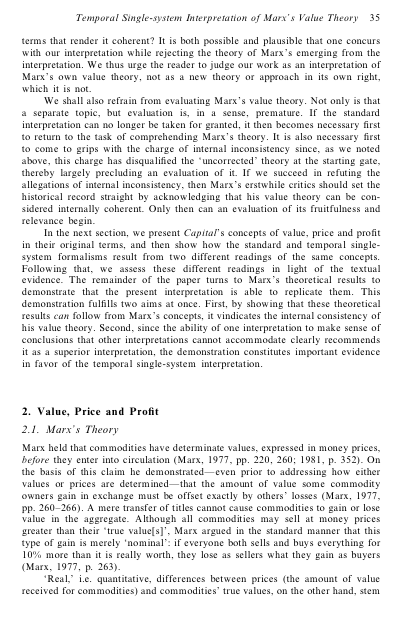 Temporal Single-system Interpretation of Marx's Value Theory 35
terms that render it coherent? It is both possible and plausible that one concurs
with our interpretation while rejecting the theory of Marx's emerging from the
interpretation. We thus urge the reader to judge our work as an interpretation of
Marx's own value theory, not as a new theory or approach in its own right,
which it is not.
We shall also refrain from evaluating Marx's value theory. Not only is that
a separate topic, but evaluation is, in a sense, premature. If the standard
interpretation can no longer be taken for granted, it then becomes necessary first
to return to the task of comprehending Marx's theory. It is also necessary first
to come to grips with the charge of internal inconsistency since, as we noted
above, this charge has disqualified the 'uncorrected' theory at the starting gate,
thereby largely precluding an evaluation of it. If we succeed in refuting the
allegations of internal inconsistency, then Marx's erstwhile critics should set the
historical record straight by acknowledging that his value theory can be con-
sidered internally coherent. Only then can an evaluation of its fruitfulness and
relevance begin.
In the next section, we present Capital's concepts of value, price and profit
in their original terms, and then show how the standard and temporal single-
system formalisms result from two different readings of the same concepts.
Following that, we assess these different readings in light of the textual
evidence. The remainder of the paper turns to Marx's theoretical results to
demonstrate that the present interpretation is able to replicate them. This
demonstration fulfills two aims at once. First, by showing that these theoretical
results can follow from Marx's concepts, it vindicates the internal consistency of
his value theory. Second, since the ability of one interpretation to make sense of
conclusions that other interpretations cannot accommodate clearly recommends
it as a superior interpretation, the demonstration constitutes important evidence
in favor of the temporal single-system interpretation.
2. Value, Price and Profit
2.1. Marx's Theory
Marx held that commodities have determinate values, expressed in money prices,
before they enter into circulation (Marx, 1977, pp. 220, 260; 1981, p. 352). On
the basis of this claim he demonstrated—even prior to addressing how either
values or prices are determined—that the amount of value some commodity
owners gain in exchange must be offset exactly by others' losses (Marx, 1977,
pp. 260–266). A mere transfer of titles cannot cause commodities to gain or lose
value in the aggregate. Although all commodities may sell at money prices
greater than their 'true value[s]', Marx argued in the standard manner that this
type of gain is merely 'nominal': if everyone both sells and buys everything for
10% more than it is really worth, they lose as sellers what they gain as buyers
(Marx, 1977, p. 263).
'Real,' i.e. quantitative, differences between prices (the amount of value
received for commodities) and commodities' true values, on the other hand, stem